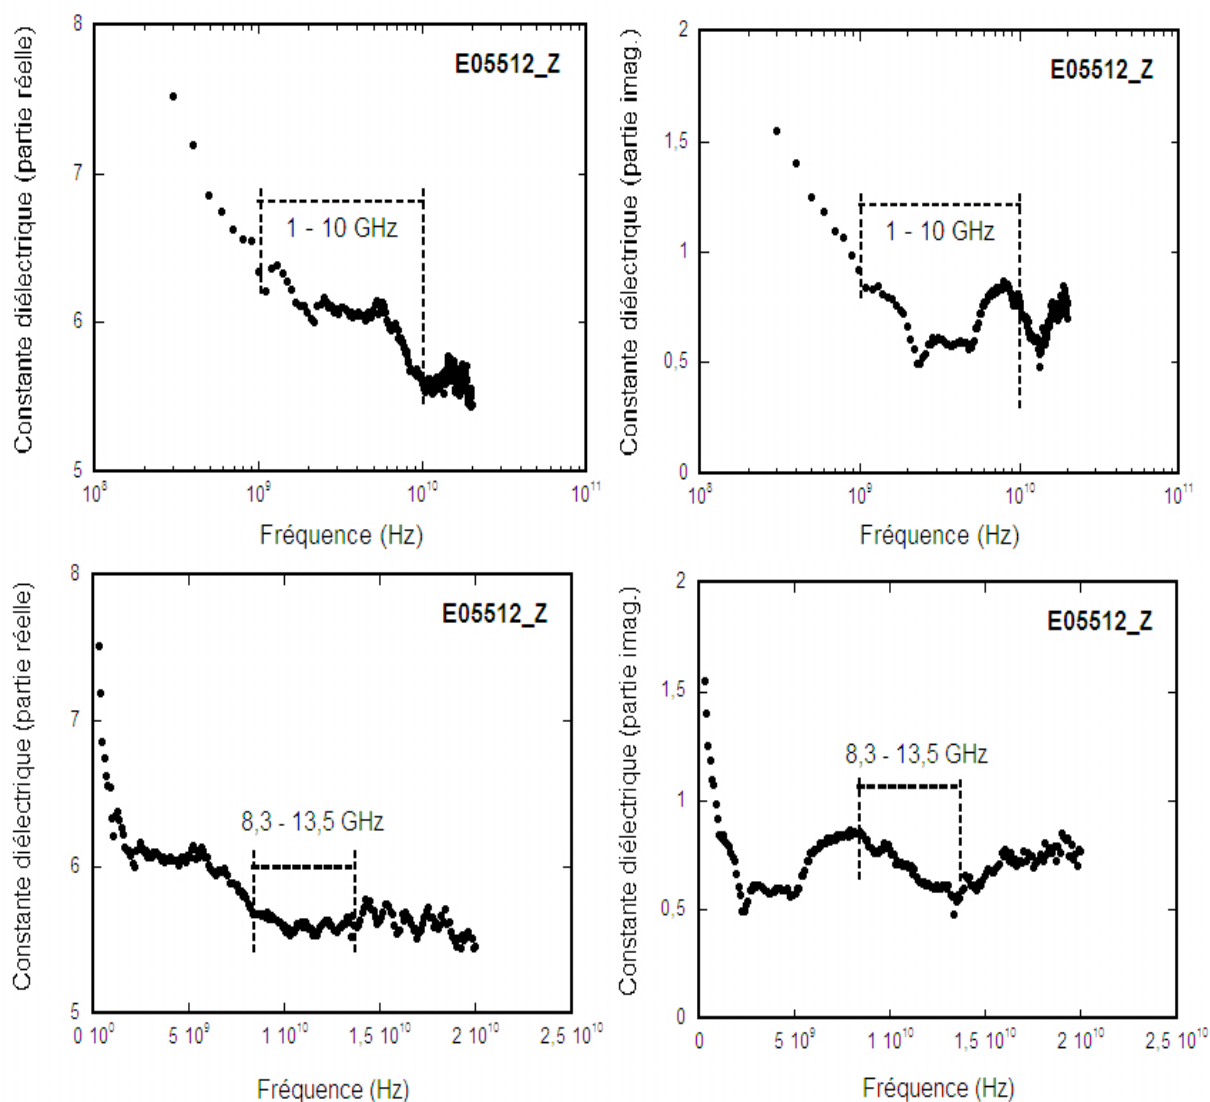 Constante diélectrique (partie réelle)
8
7
6
5
E05512_Z
1 - 10 GHz
10⁸
10⁹
10¹⁰
10¹¹
Fréquence (Hz)
Constante diélectrique (partie imag.)
2
1,5
1
0,5
0
E05512_Z
1 - 10 GHz
10⁸
10⁹
10¹⁰
10¹¹
Fréquence (Hz)
Constante diélectrique (partie réelle)
8
7
6
5
E05512_Z
8,3 - 13,5 GHz
0 10⁰
5 10⁹
1 10¹⁰
1,5 10¹⁰
2 10¹⁰
2,5 10¹⁰
Fréquence (Hz)
Constante diélectrique (partie imag.)
2
1,5
1
0,5
0
E05512_Z
8,3 - 13,5 GHz
0
5 10⁹
1 10¹⁰
1,5 10¹⁰
2 10¹⁰
2,5 10¹⁰
Fréquence (Hz)